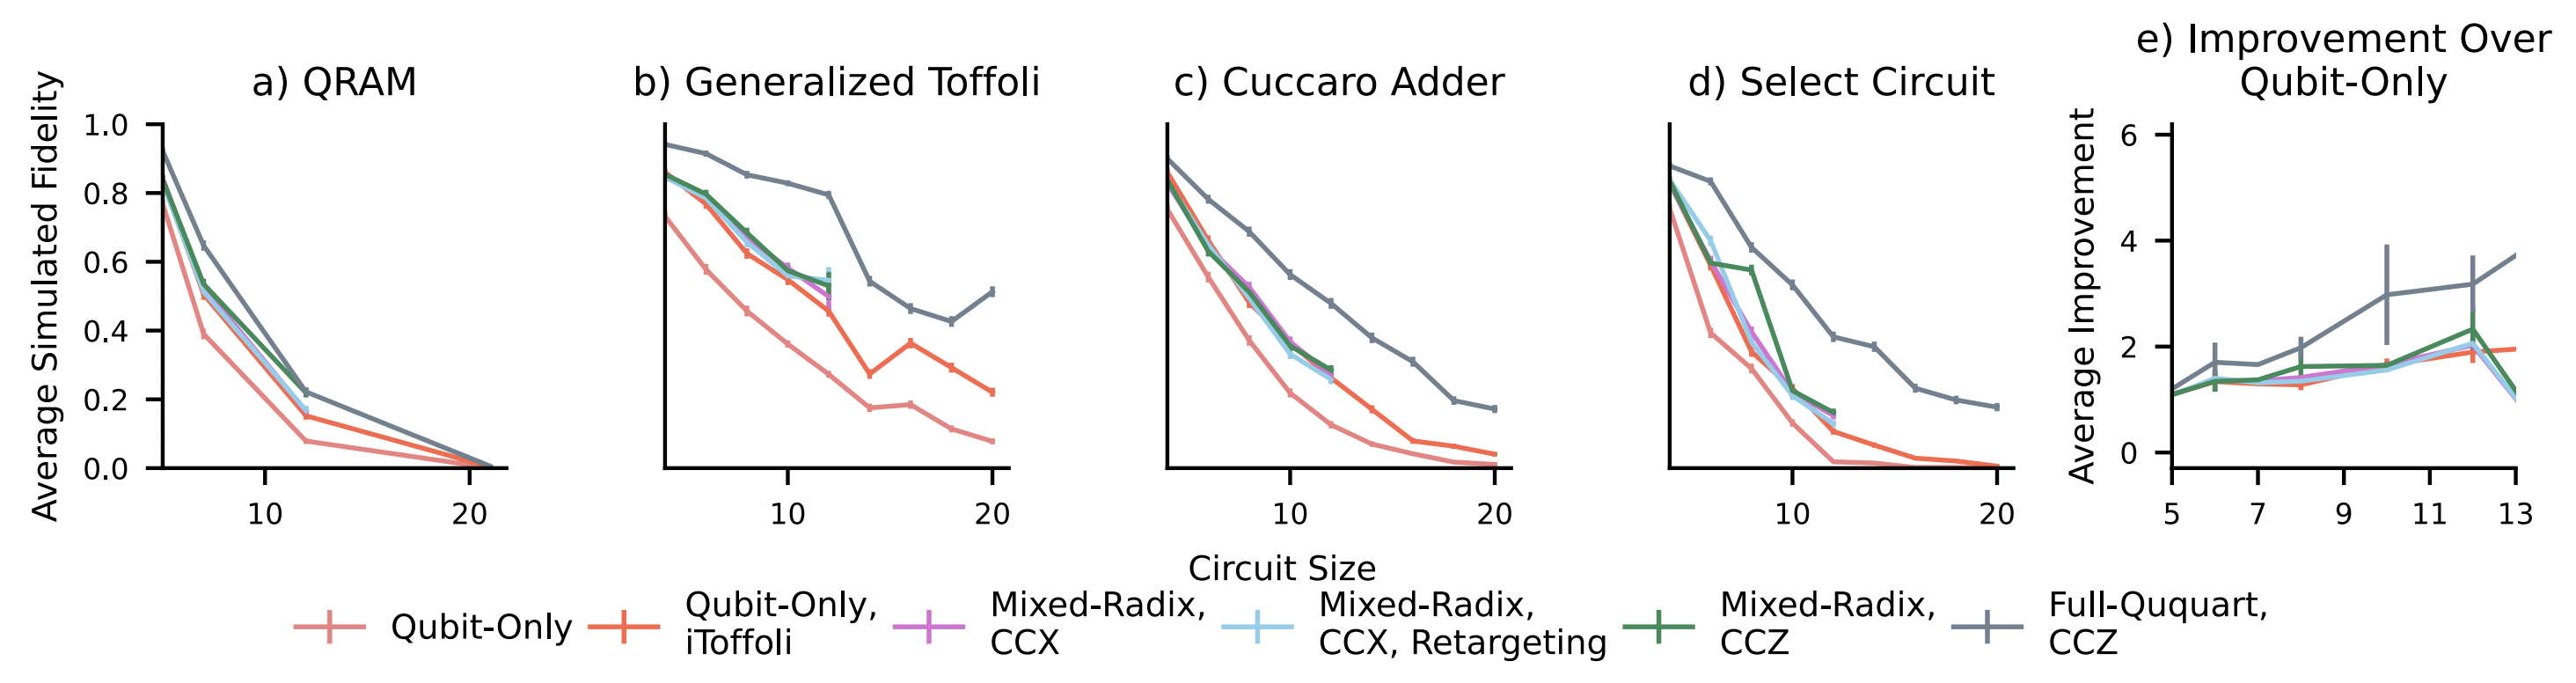 a) QRAM
b) Generalized Toffoli
c) Cuccaro Adder
d) Select Circuit
e) Improvement Over
Qubit-Only
Average Simulated Fidelity
1.0
0.8
0.6
0.4
0.2
0.0
10
20
10
20
10
20
10
20
Average Improvement
6
4
2
0
5
7
9
11
13
Circuit Size
Qubit-Only
Qubit-Only,
iToffoli
Mixed-Radix,
CCX
Mixed-Radix,
CCX, Retargeting
Mixed-Radix,
CCZ
Full-Ququart,
CCZ